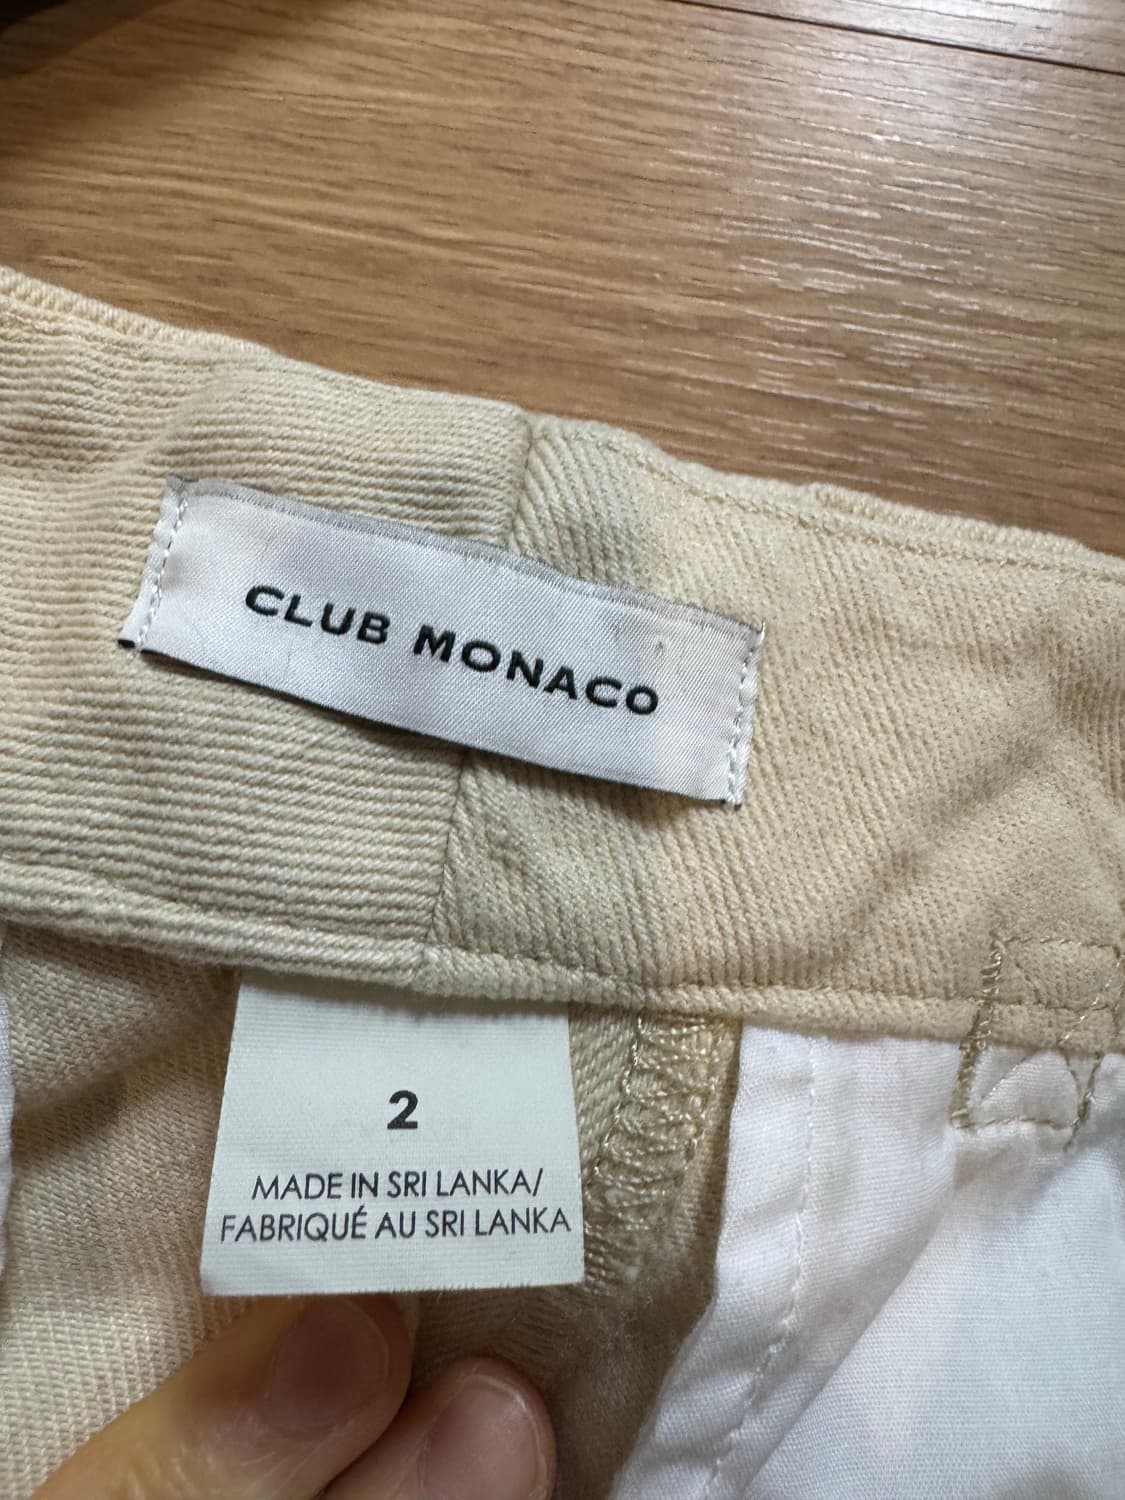 CLUB MONACO
2
MADE IN SRI LANKA/
FABRIQUÉ AU SRI LANKA